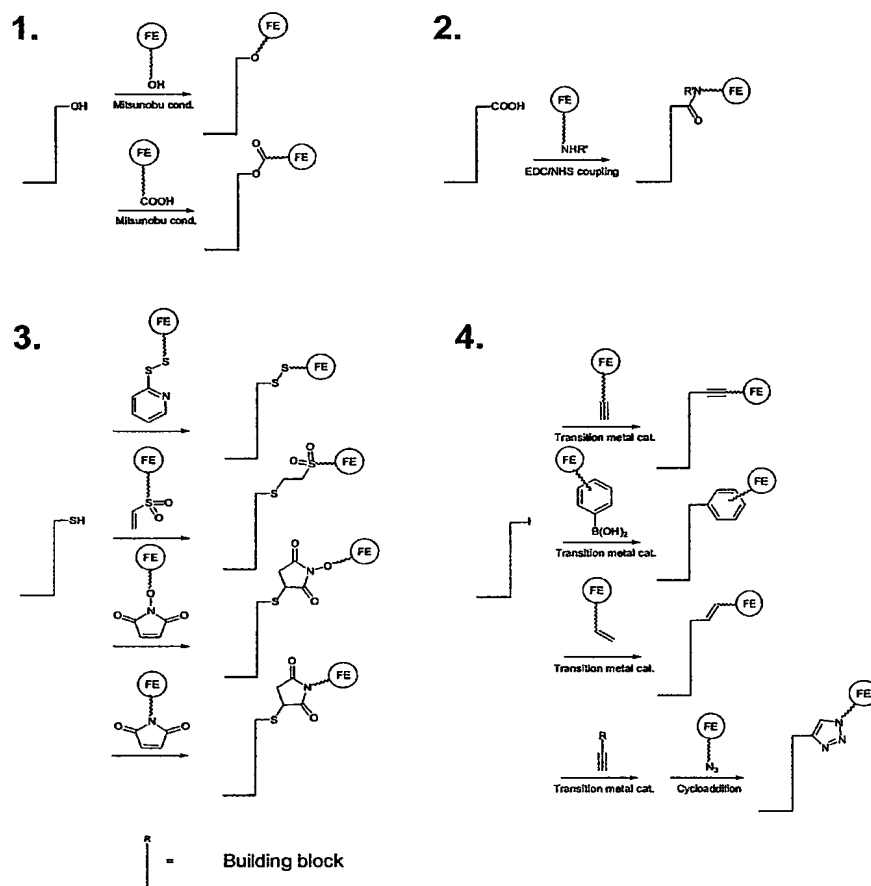 1.
FE
OH
OH
Mitsunobu cond.
FE
O
FE
COOH
Mitsunobu cond.
O
O
FE
2.
COOH
FE
NHR'
EDC/NHS coupling
R'N
FE
O
3.
SH
FE
S
S
N
S
S
FE
FE
S
O
O
O
O
S
FE
S
FE
O
O
N
O
O
N
O
FE
S
O
FE
N
O
O
O
N
FE
S
O
4.
I
FE
Transition metal cat.
FE
FE
B(OH)2
Transition metal cat.
FE
FE
Transition metal cat.
FE
R
Transition metal cat.
FE
N3
Cycloaddition
FE
N
N
N
R
= Building block